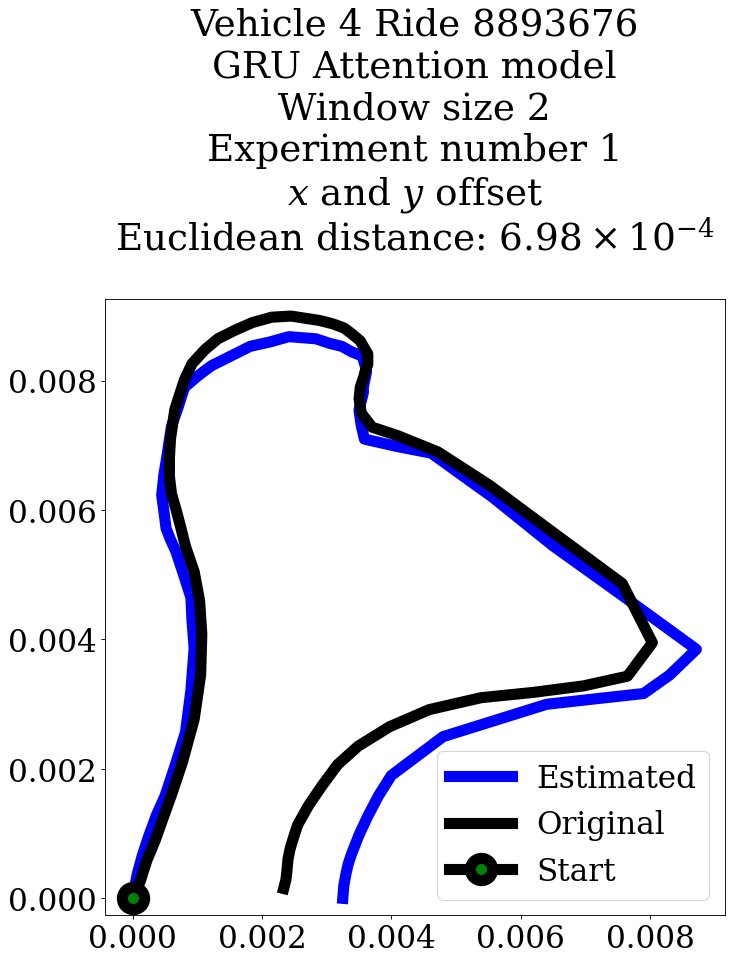 Vehicle 4 Ride 8893676
GRU Attention model
Window size 2
Experiment number 1
x and y offset
Euclidean distance: 6.98 × 10⁻⁴
0.008
0.006
0.004
0.002
0.000
Estimated
Original
Start
0.000 0.002 0.004 0.006 0.008